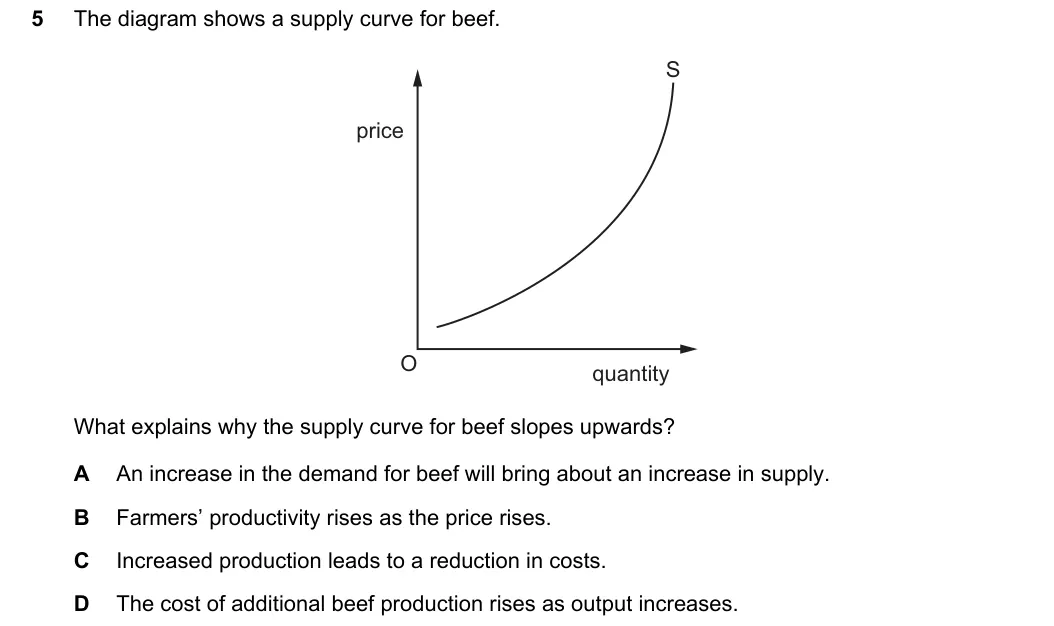 5 The diagram shows a supply curve for beef.
S
price
O
quantity
What explains why the supply curve for beef slopes upwards?
A An increase in the demand for beef will bring about an increase in supply.
B Farmers’ productivity rises as the price rises.
C Increased production leads to a reduction in costs.
D The cost of additional beef production rises as output increases.